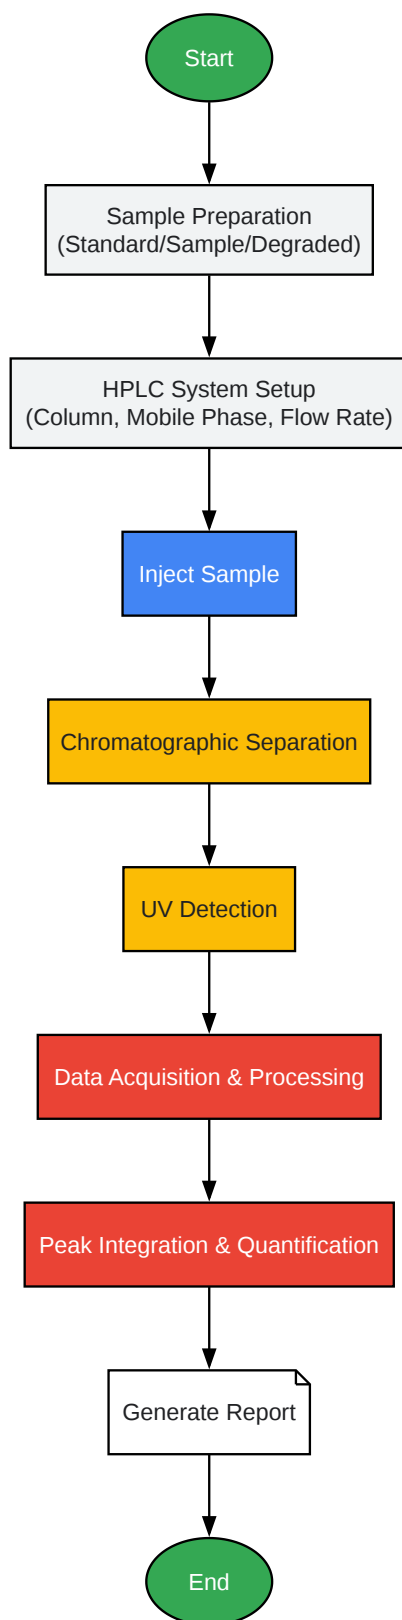 Start
Sample Preparation
(Standard/Sample/Degraded)
HPLC System Setup
(Column, Mobile Phase, Flow Rate)
Inject Sample
Chromatographic Separation
UV Detection
Data Acquisition & Processing
Peak Integration & Quantification
Generate Report
End